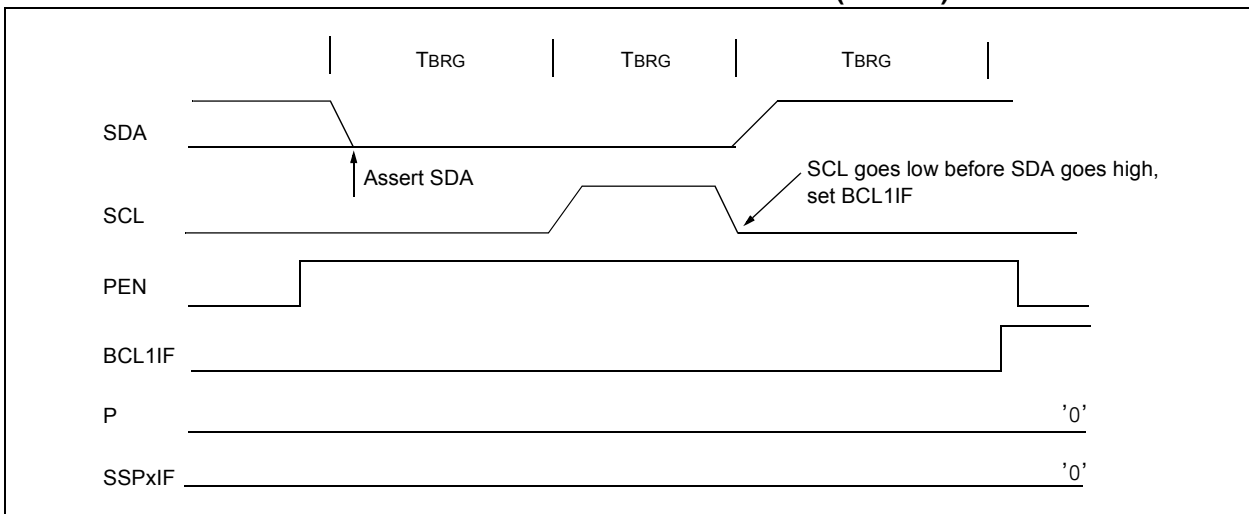 TBRG TBRG TBRG
SDA
Assert SDA
SCL goes low before SDA goes high,
set BCL1IF
SCL
PEN
BCL1IF
P '0'
SSPxIF '0'